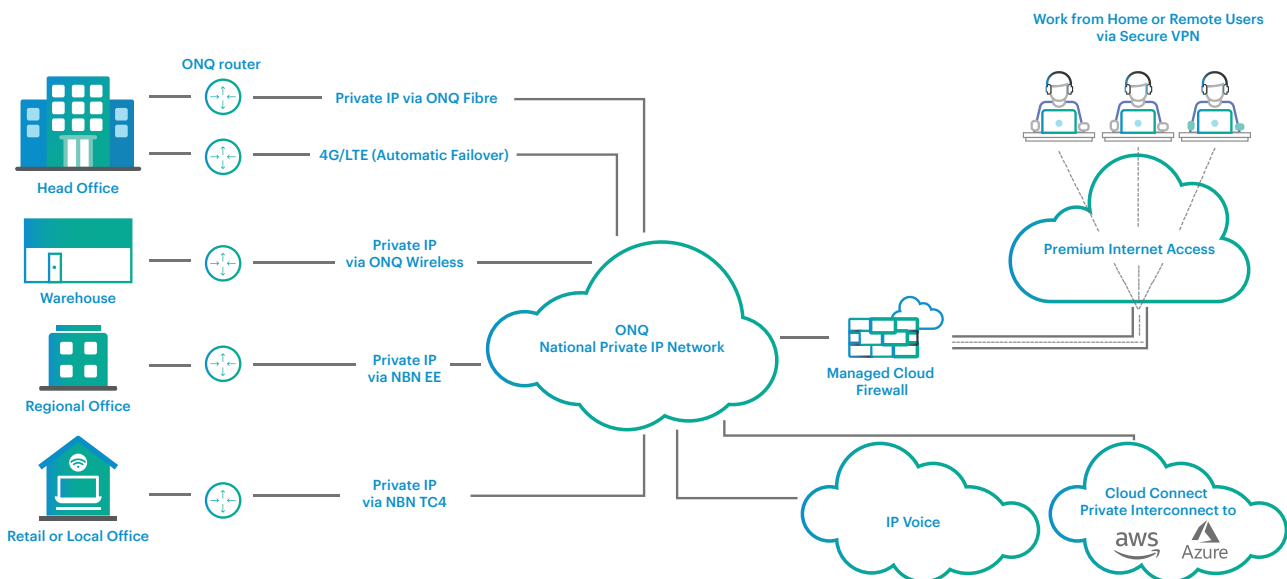 Work from Home or Remote Users
via Secure VPN
ONQ router
Private IP via ONQ Fibre
4G/LTE (Automatic Failover)
Head Office
Private IP
via ONQ Wireless
Premium Internet Access
Warehouse
ONQ
National Private IP Network
Private IP
via NBN EE
Managed Cloud
Firewall
Regional Office
Private IP
via NBN TC4
Retail or Local Office
IP Voice
Cloud Connect
Private Interconnect to
aws
Azure